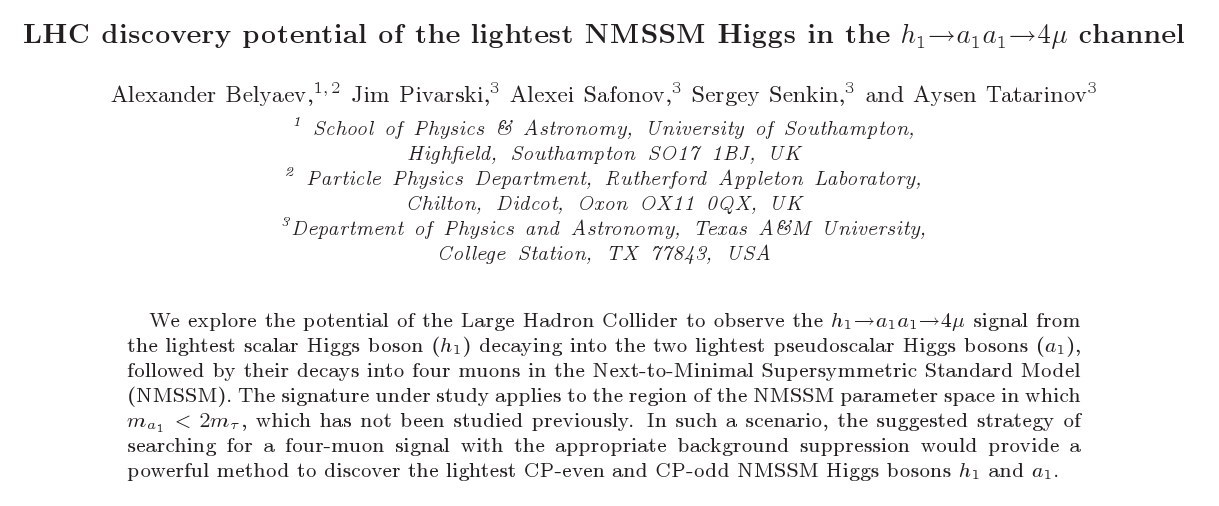 LHC discovery potential of the lightest NMSSM Higgs in the h₁→a₁a₁→4μ channel
Alexander Belyaev,¹,² Jim Pivarski,³ Alexei Safonov,³ Sergey Senkin,³ and Aysen Tatarinov³
¹ School of Physics & Astronomy, University of Southampton,
Highfield, Southampton SO17 1BJ, UK
² Particle Physics Department, Rutherford Appleton Laboratory,
Chilton, Didcot, Oxon OX11 0QX, UK
³Department of Physics and Astronomy, Texas A&M University,
College Station, TX 77843, USA
We explore the potential of the Large Hadron Collider to observe the h₁→a₁a₁→4μ signal from
the lightest scalar Higgs boson (h₁) decaying into the two lightest pseudoscalar Higgs bosons (a₁),
followed by their decays into four muons in the Next-to-Minimal Supersymmetric Standard Model
(NMSSM). The signature under study applies to the region of the NMSSM parameter space in which
m_{a₁} < 2m_τ, which has not been studied previously. In such a scenario, the suggested strategy of
searching for a four-muon signal with the appropriate background suppression would provide a
powerful method to discover the lightest CP-even and CP-odd NMSSM Higgs bosons h₁ and a₁.